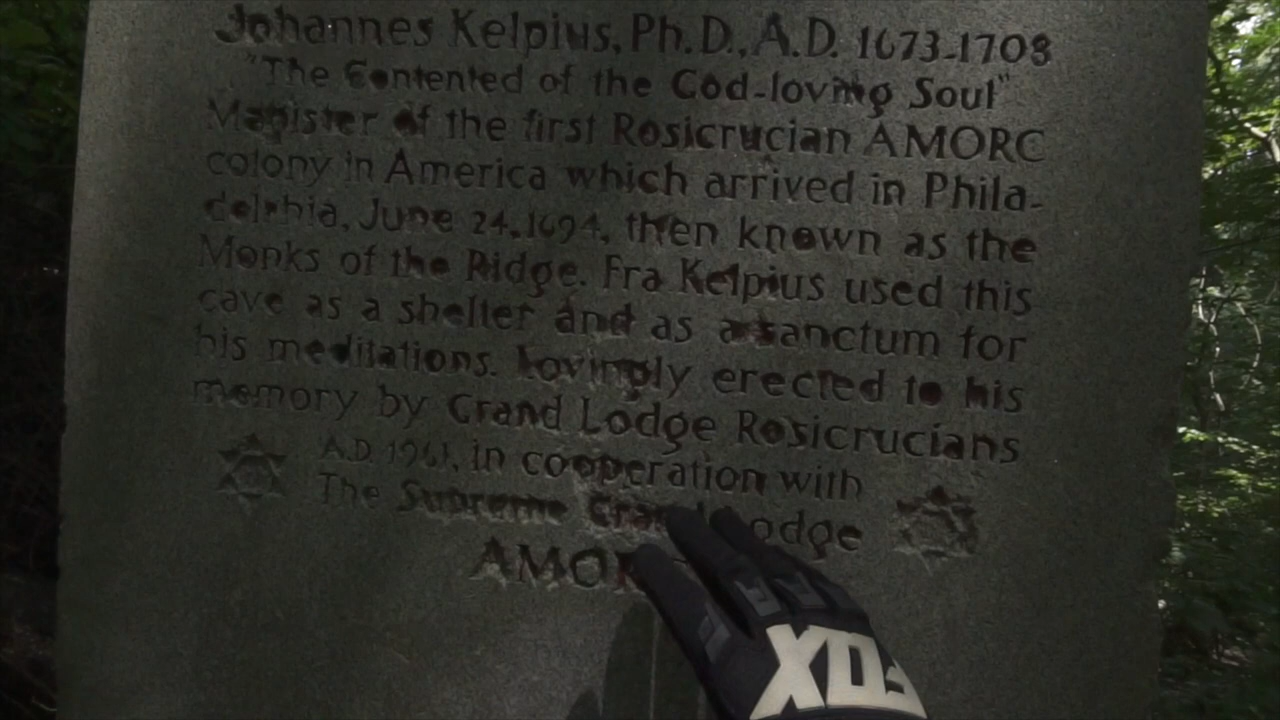 Johannes Kelpius, Ph.D., A.D. 1673-1708
"The Contented of the God-loving Soul"
Magister of the first Rosicrucian AMORC
colony in America which arrived in Phila-
delphia, June 24, 1694, then known as the
Monks of the Ridge. Fra Kelpius used this
cave as a shelter and as a sanctum for
his meditations. Lovingly erected to his
memory by Grand Lodge Rosicrucians
A.D. 1961, in cooperation with
The Supreme Grand Lodge
AMOR
FOX